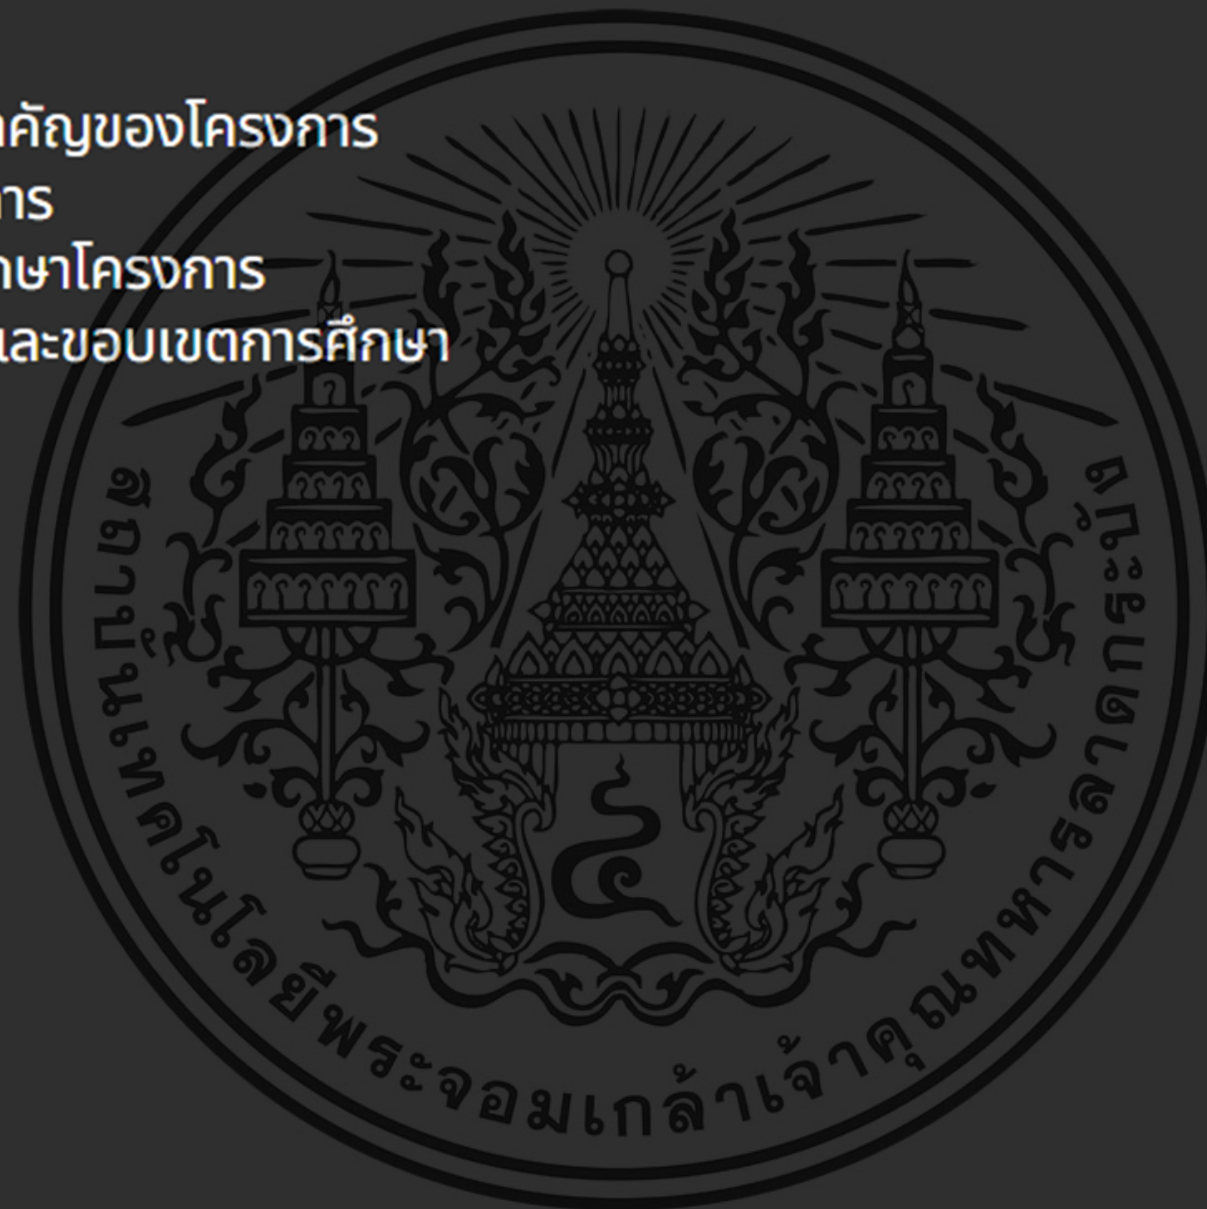 คัญของโครงการ
การ
ษาโครงการ
และขอบเขตการศึกษา
สถาบันเทคโนโลยีพระจอมเกล้าเจ้าคุณทหารลาดกระบัง
๔